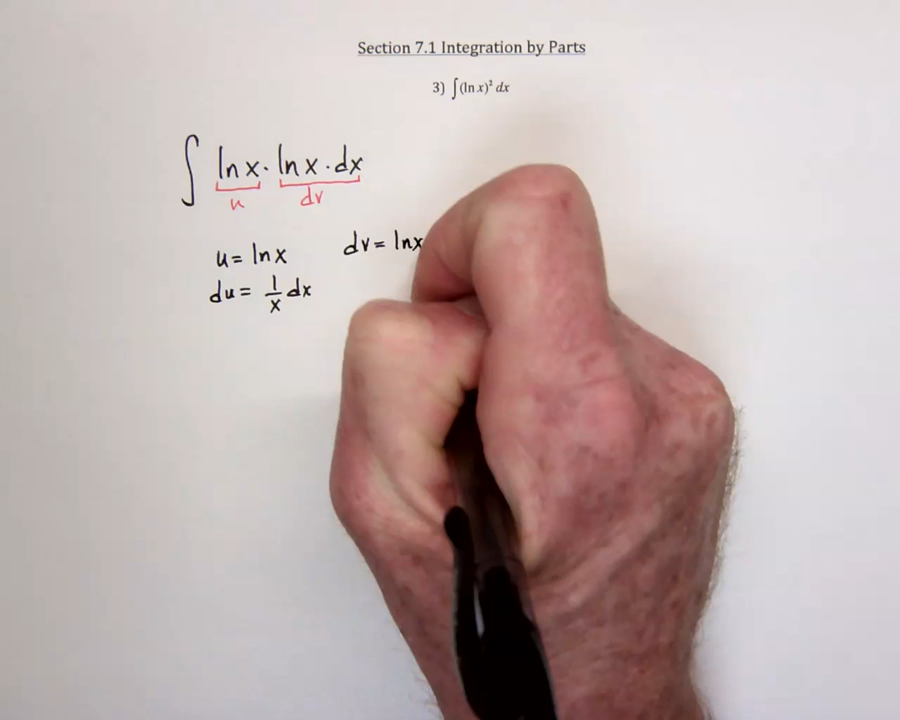 Section 7.1 Integration by Parts
3) ∫(ln x)² dx
∫ ln x · ln x · dx
u dv
u = ln x dv = ln x
du = 1/x dx